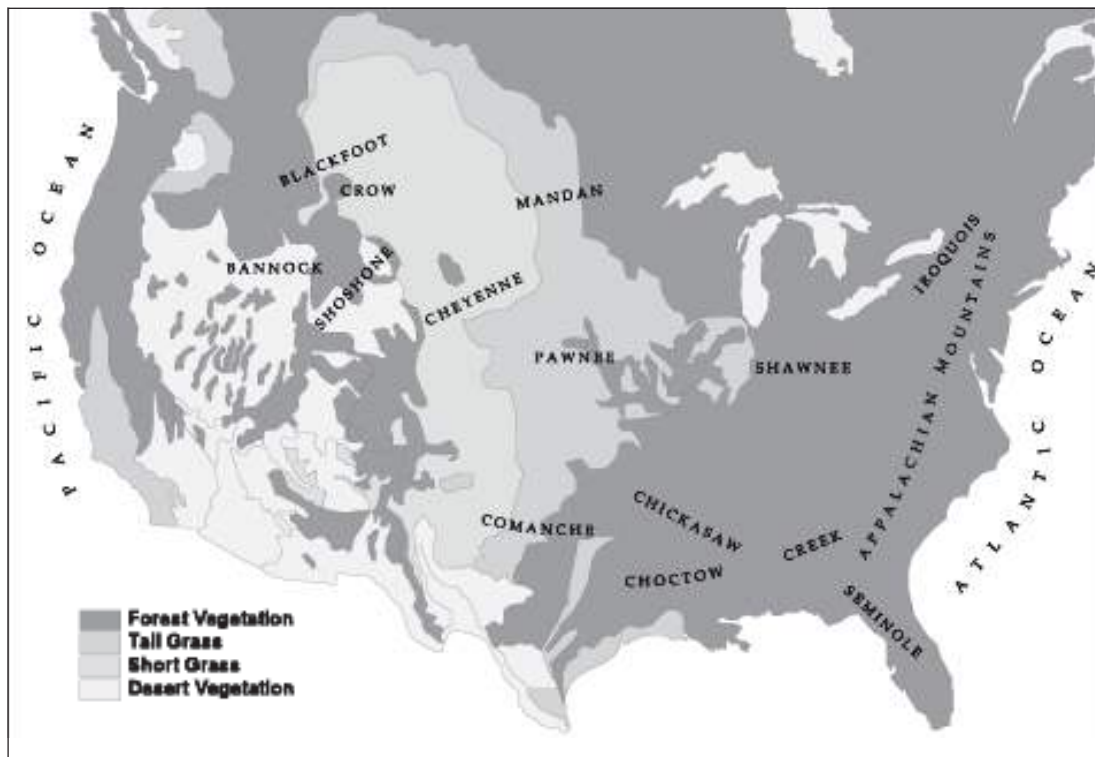 PACIFIC OCEAN
BLACKFOOT
CROW
MANDAN
IROQUOIS
BANNOCK
SHOSHONE
CHEYENNE
PAWNEE
SHAWNEE
APPALACHIAN MOUNTAINS
ATLANTIC OCEAN
COMANCHE
CHICKASAW
CREEK
CHOCTOW
SEMINOLE
Forest Vegetation
Tall Grass
Short Grass
Desert Vegetation